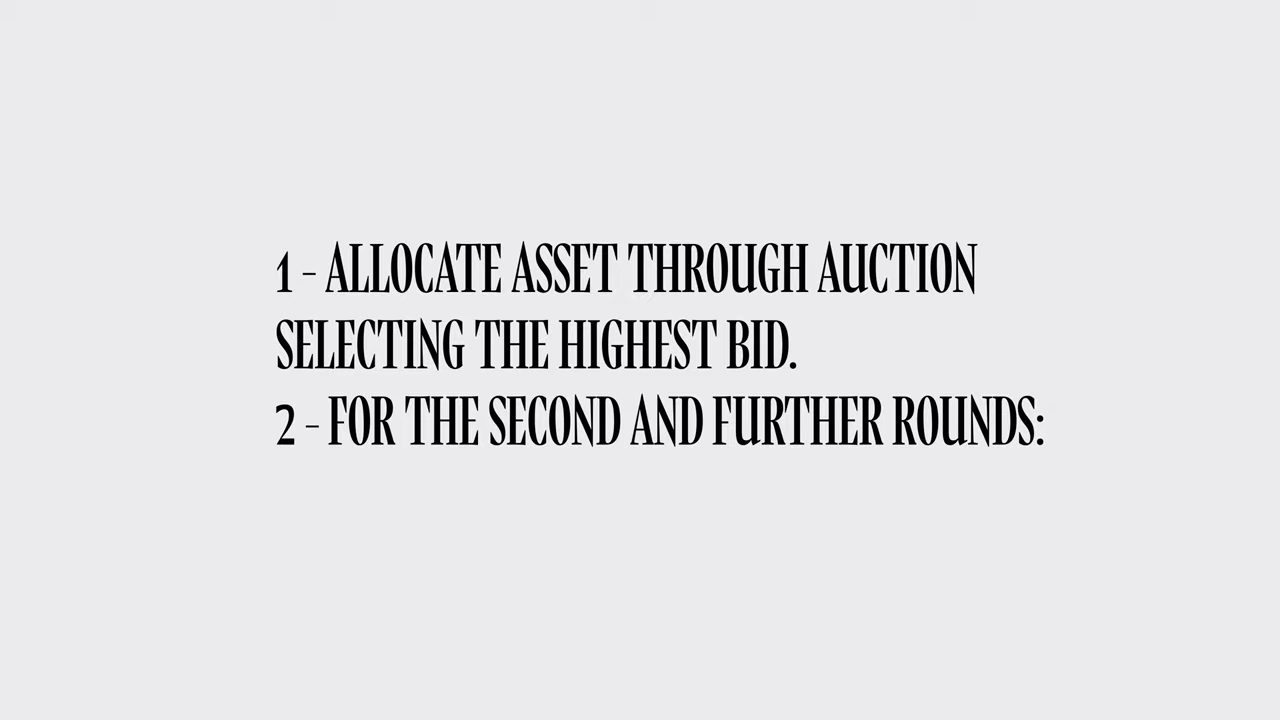 1 - ALLOCATE ASSET THROUGH AUCTION
SELECTING THE HIGHEST BID.
2 - FOR THE SECOND AND FURTHER ROUNDS: